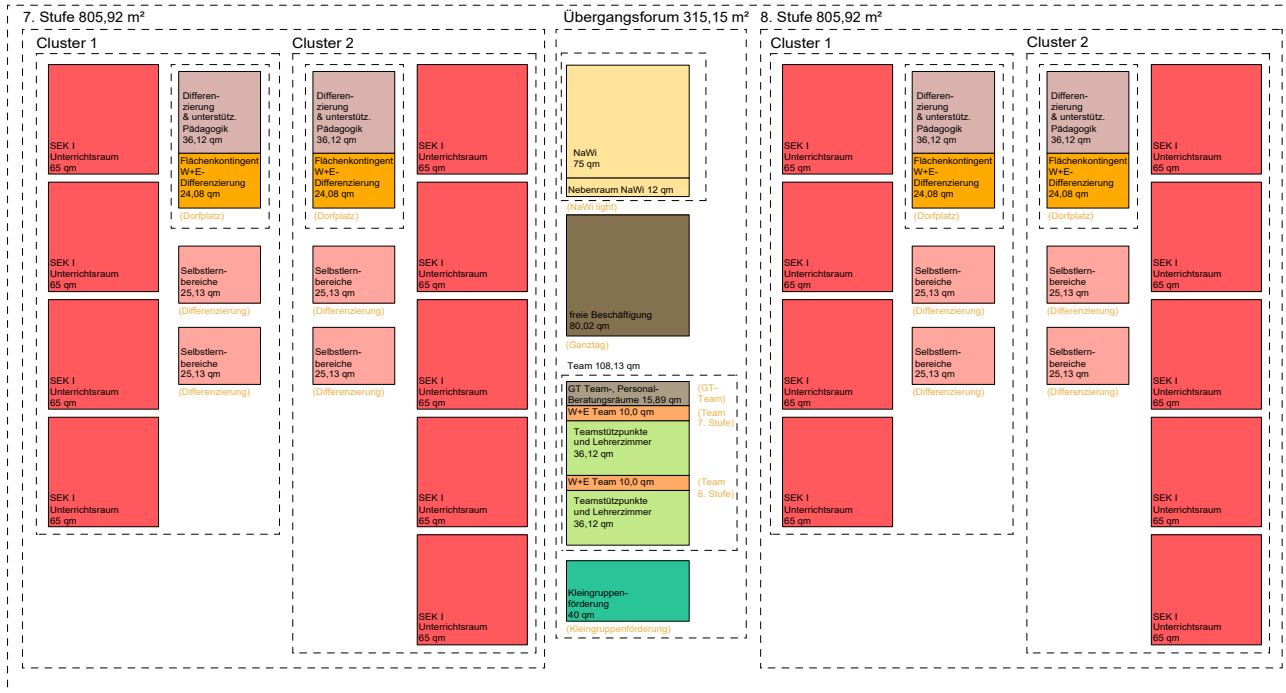 7. Stufe 805,92 m²
Cluster 1
SEK I
Unterrichtsraum
65 qm
SEK I
Unterrichtsraum
65 qm
SEK I
Unterrichtsraum
65 qm
SEK I
Unterrichtsraum
65 qm
Differen-
zierung
& unterstütz.
Pädagogik
36,12 qm
Flächenkontingent
W+E-
Differenzierung
24,08 qm
(Dorfplatz)
Selbstlern-
bereiche
25,13 qm
(Differenzierung)
Selbstlern-
bereiche
25,13 qm
(Differenzierung)
Cluster 2
Differen-
zierung
& unterstütz.
Pädagogik
36,12 qm
Flächenkontingent
W+E-
Differenzierung
24,08 qm
(Dorfplatz)
Selbstlern-
bereiche
25,13 qm
(Differenzierung)
Selbstlern-
bereiche
25,13 qm
(Differenzierung)
SEK I
Unterrichtsraum
65 qm
SEK I
Unterrichtsraum
65 qm
SEK I
Unterrichtsraum
65 qm
SEK I
Unterrichtsraum
65 qm
SEK I
Unterrichtsraum
65 qm
Übergangsforum 315,15 m²
NaWi
75 qm
Nebenraum NaWi 12 qm
(NaWi light)
freie Beschäftigung
80,02 qm
(Ganztag)
Team 108,13 qm
GT Team-, Personal-
Beratungsräume 15,89 qm
(GT-
Team)
W+E Team 10,0 qm
(Team
7. Stufe)
Teamstützpunkte
und Lehrerzimmer
36,12 qm
W+E Team 10,0 qm
(Team
8. Stufe)
Teamstützpunkte
und Lehrerzimmer
36,12 qm
Kleingruppen-
förderung
40 qm
(Kleingruppenförderung)
8. Stufe 805,92 m²
Cluster 1
SEK I
Unterrichtsraum
65 qm
SEK I
Unterrichtsraum
65 qm
SEK I
Unterrichtsraum
65 qm
SEK I
Unterrichtsraum
65 qm
Differen-
zierung
& unterstütz.
Pädagogik
36,12 qm
Flächenkontingent
W+E-
Differenzierung
24,08 qm
(Dorfplatz)
Selbstlern-
bereiche
25,13 qm
(Differenzierung)
Selbstlern-
bereiche
25,13 qm
(Differenzierung)
Cluster 2
Differen-
zierung
& unterstütz.
Pädagogik
36,12 qm
Flächenkontingent
W+E-
Differenzierung
24,08 qm
(Dorfplatz)
Selbstlern-
bereiche
25,13 qm
(Differenzierung)
Selbstlern-
bereiche
25,13 qm
(Differenzierung)
SEK I
Unterrichtsraum
65 qm
SEK I
Unterrichtsraum
65 qm
SEK I
Unterrichtsraum
65 qm
SEK I
Unterrichtsraum
65 qm
SEK I
Unterrichtsraum
65 qm